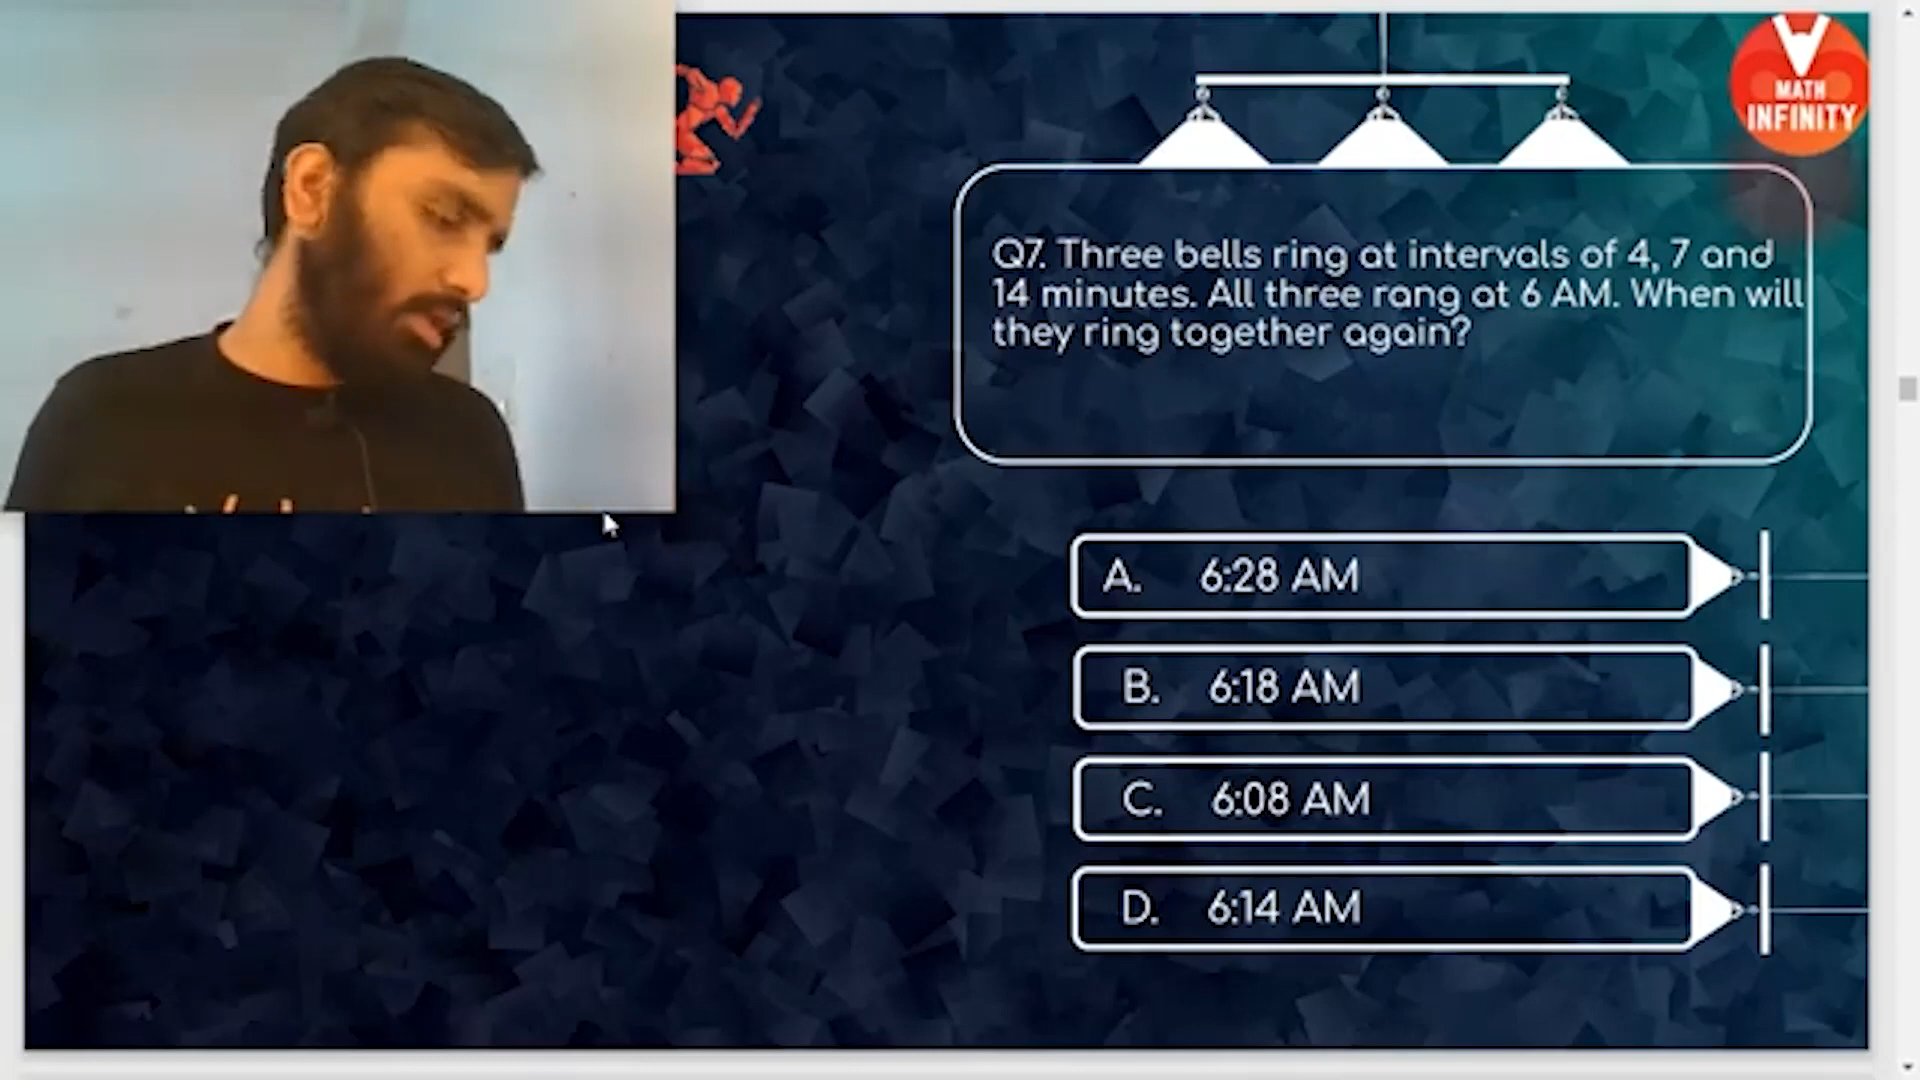 MATH
INFINITY
Q7. Three bells ring at intervals of 4, 7 and
14 minutes. All three rang at 6 AM. When will
they ring together again?
A. 6:28 AM
B. 6:18 AM
C. 6:08 AM
D. 6:14 AM